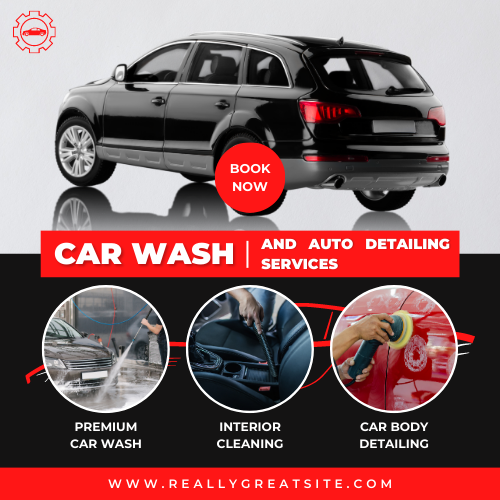 BOOK
NOW
CAR WASH
AND AUTO DETAILING
SERVICES
PREMIUM
CAR WASH
INTERIOR
CLEANING
CAR BODY
DETAILING
WWW.REALLYGREATSITE.COM